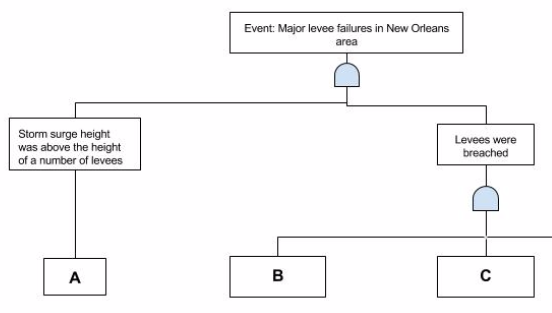 Event: Major levee failures in New Orleans
area
Storm surge height
was above the height
of a number of levees
Levees were
breached
A
B
C